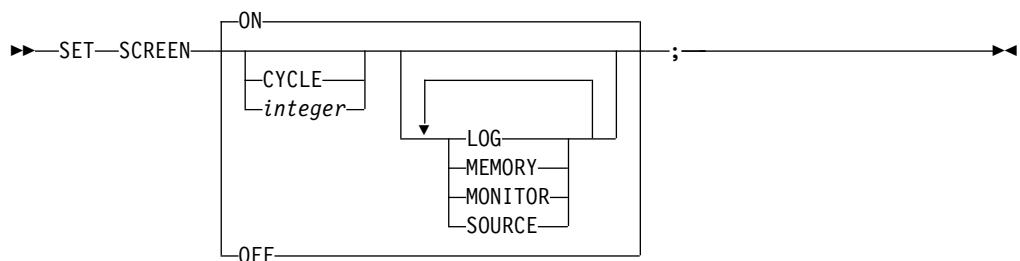 ON
SET SCREEN ;
CYCLE
integer
LOG
MEMORY
MONITOR
SOURCE
OFF